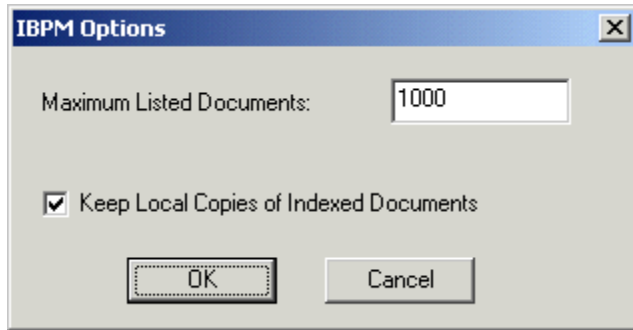 IBPM Options
Maximum Listed Documents: 1000
Keep Local Copies of Indexed Documents
OK Cancel